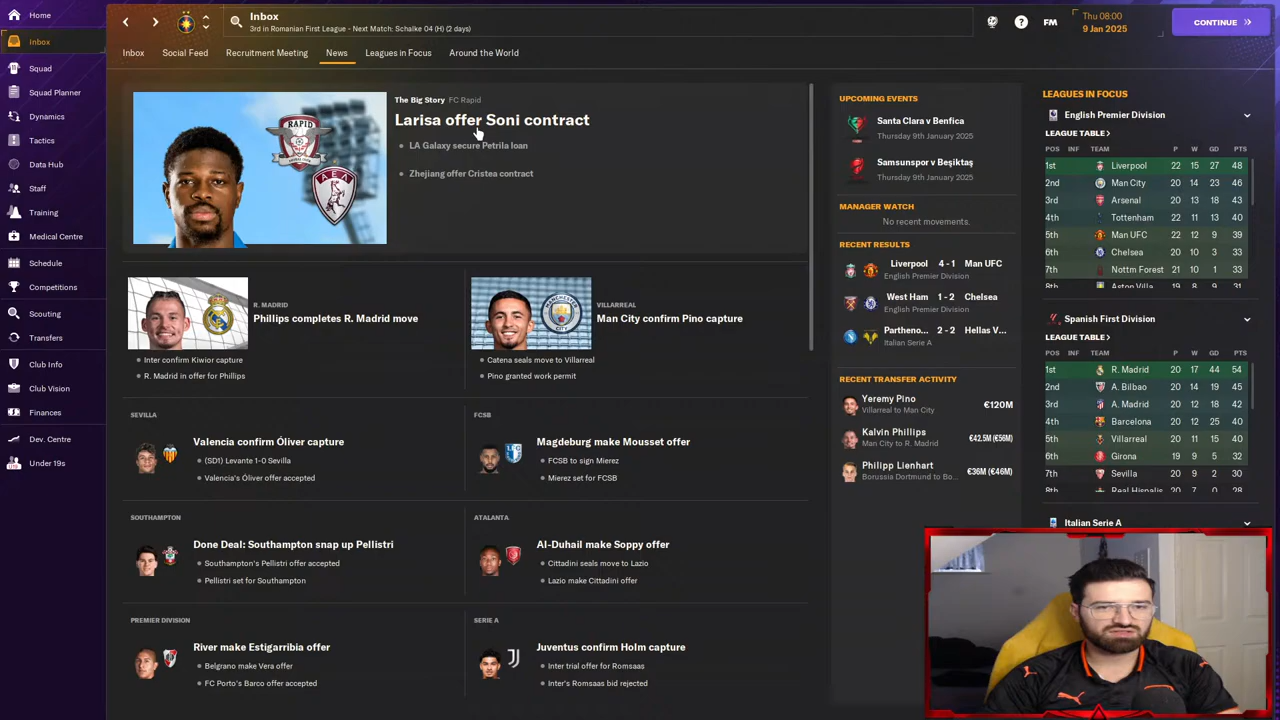 Home
Inbox
Squad
Squad Planner
Dynamics
Tactics
Data Hub
Staff
Training
Medical Centre
Schedule
Competitions
Scouting
Transfers
Club Info
Club Vision
Finances
Dev. Centre
Under 19s
Inbox
3rd in Romanian First League - Next Match: Schalke 04 (H) (2 days)
FM
Thu 08:00
9 Jan 2025
CONTINUE
Inbox Social Feed Recruitment Meeting News Leagues in Focus Around the World
RAPID
AEA
The Big Story FC Rapid
Larisa offer Soni contract
LA Galaxy secure Petrila loan
Zhejiang offer Cristea contract
R. MADRID
Phillips completes R. Madrid move
Inter confirm Kiwior capture
R. Madrid in offer for Phillips
VILLARREAL
Man City confirm Pino capture
Catena seals move to Villarreal
Pino granted work permit
SEVILLA
Valencia confirm Óliver capture
(SD1) Levante 1-0 Sevilla
Valencia's Óliver offer accepted
FCSB
Magdeburg make Mousset offer
FCSB to sign Mierez
Mierez set for FCSB
SOUTHAMPTON
Done Deal: Southampton snap up Pellistri
Southampton's Pellistri offer accepted
Pellistri set for Southampton
ATALANTA
Al-Duhail make Soppy offer
Cittadini seals move to Lazio
Lazio make Cittadini offer
PREMIER DIVISION
River make Estigarribia offer
Belgrano make Vera offer
FC Porto's Barco offer accepted
SERIE A
Juventus confirm Holm capture
Inter trial offer for Romsaas
Inter's Romsaas bid rejected
UPCOMING EVENTS
Santa Clara v Benfica
Thursday 9th January 2025
Samsunspor v Beşiktaş
Thursday 9th January 2025
MANAGER WATCH
No recent movements.
RECENT RESULTS
Liverpool 4 - 1 Man UFC
English Premier Division
West Ham 1 - 2 Chelsea
English Premier Division
Partheno... 2 - 2 Hellas V...
Italian Serie A
RECENT TRANSFER ACTIVITY
Yeremy Pino €120M
Villarreal to Man City
Kalvin Phillips €42.5M (€56M)
Man City to R. Madrid
Philipp Lienhart €36M (€46M)
Borussia Dortmund to Bo...
LEAGUES IN FOCUS
English Premier Division
LEAGUE TABLE
POS INF TEAM P W GD PTS
1st Liverpool 22 15 27 48
2nd Man City 20 14 23 46
3rd Arsenal 20 13 18 43
4th Tottenham 22 11 13 40
5th Man UFC 22 12 9 39
6th Chelsea 20 10 3 33
7th Nottm Forest 21 10 1 33
8th Aston Villa 19 8 9 31
Spanish First Division
LEAGUE TABLE
POS INF TEAM P W GD PTS
1st R. Madrid 20 17 44 54
2nd A. Bilbao 20 14 19 45
3rd A. Madrid 20 12 18 42
4th Barcelona 20 12 25 40
5th Villarreal 20 11 15 40
6th Girona 19 9 5 32
7th Sevilla 20 9 2 30
8th Real Hispalis 20 7 0 28
Italian Serie A